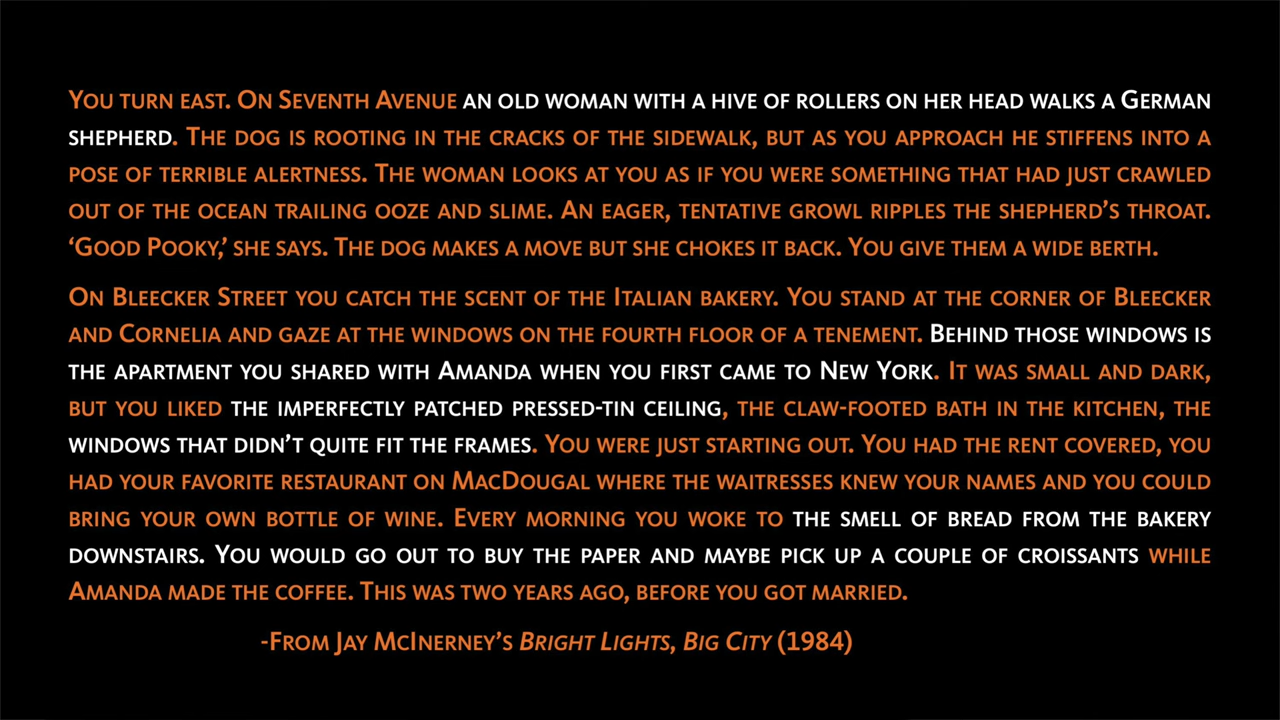 You turn east. On Seventh Avenue an old woman with a hive of rollers on her head walks a German
shepherd. The dog is rooting in the cracks of the sidewalk, but as you approach he stiffens into a
pose of terrible alertness. The woman looks at you as if you were something that had just crawled
out of the ocean trailing ooze and slime. An eager, tentative growl ripples the shepherd’s throat.
‘Good Pooky,’ she says. The dog makes a move but she chokes it back. You give them a wide berth.
On Bleecker Street you catch the scent of the Italian bakery. You stand at the corner of Bleecker
and Cornelia and gaze at the windows on the fourth floor of a tenement. Behind those windows is
the apartment you shared with Amanda when you first came to New York. It was small and dark,
but you liked the imperfectly patched pressed-tin ceiling, the claw-footed bath in the kitchen, the
windows that didn’t quite fit the frames. You were just starting out. You had the rent covered, you
had your favorite restaurant on MacDougal where the waitresses knew your names and you could
bring your own bottle of wine. Every morning you woke to the smell of bread from the bakery
downstairs. You would go out to buy the paper and maybe pick up a couple of croissants while
Amanda made the coffee. This was two years ago, before you got married.
-From Jay McInerney’s Bright Lights, Big City (1984)